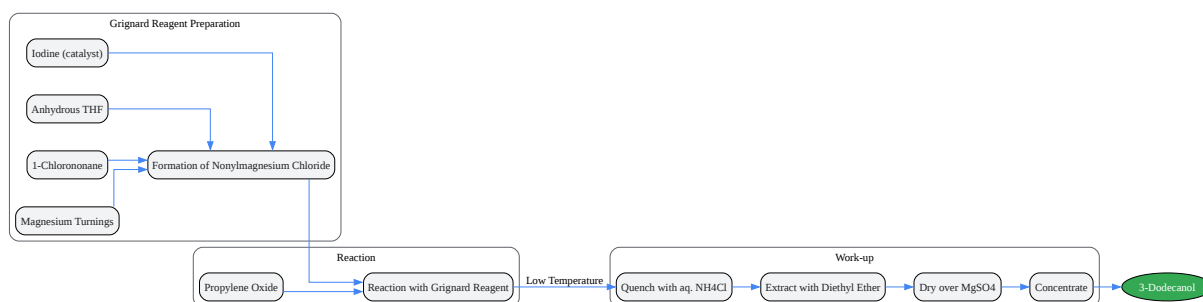 Grignard Reagent Preparation
Iodine (catalyst)
Anhydrous THF
1-Chlorononane
Formation of Nonylmagnesium Chloride
Magnesium Turnings
Reaction
Propylene Oxide
Reaction with Grignard Reagent
Low Temperature
Work-up
Quench with aq. NH4Cl
Extract with Diethyl Ether
Dry over MgSO4
Concentrate
3-Dodecanol